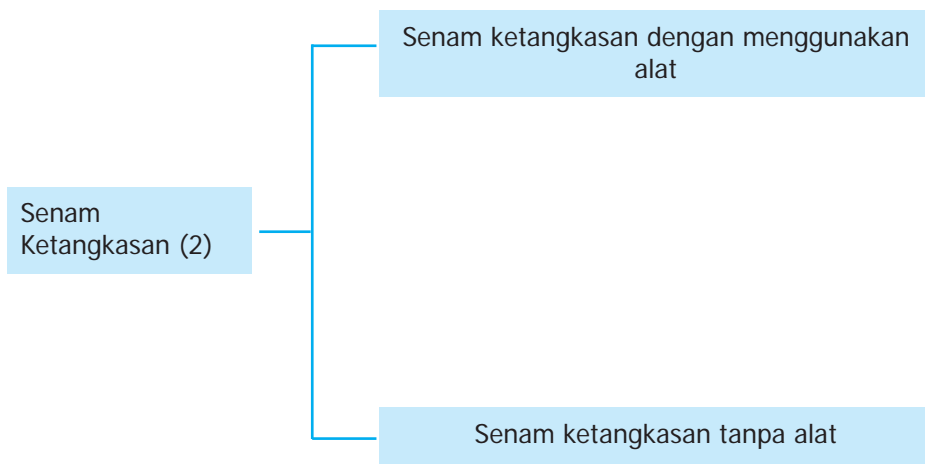 Senam ketangkasan dengan menggunakan
alat
Senam
Ketangkasan (2)
Senam ketangkasan tanpa alat